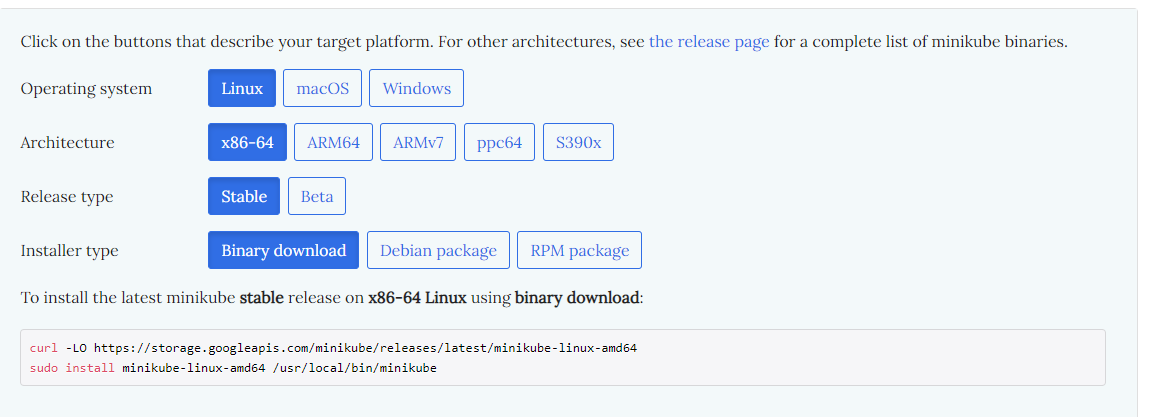 Click on the buttons that describe your target platform. For other architectures, see the release page for a complete list of minikube binaries.
Operating system Linux macOS Windows
Architecture x86-64 ARM64 ARMv7 ppc64 S390x
Release type Stable Beta
Installer type Binary download Debian package RPM package
To install the latest minikube stable release on x86-64 Linux using binary download:
curl -LO https://storage.googleapis.com/minikube/releases/latest/minikube-linux-amd64
sudo install minikube-linux-amd64 /usr/local/bin/minikube